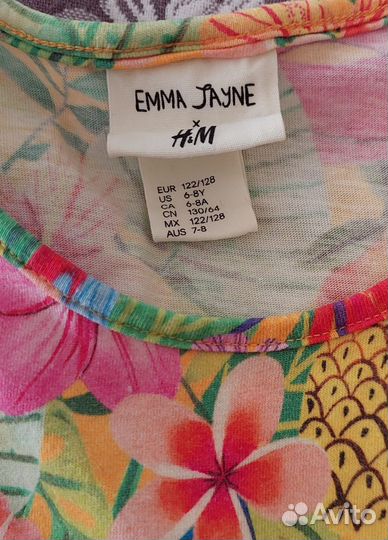 EMMA JAYNE
x
H&M
EUR 122/128
US 6-8Y
CA 6-8A
CN 130/64
MX 122/128
AUS 7-8
Avito